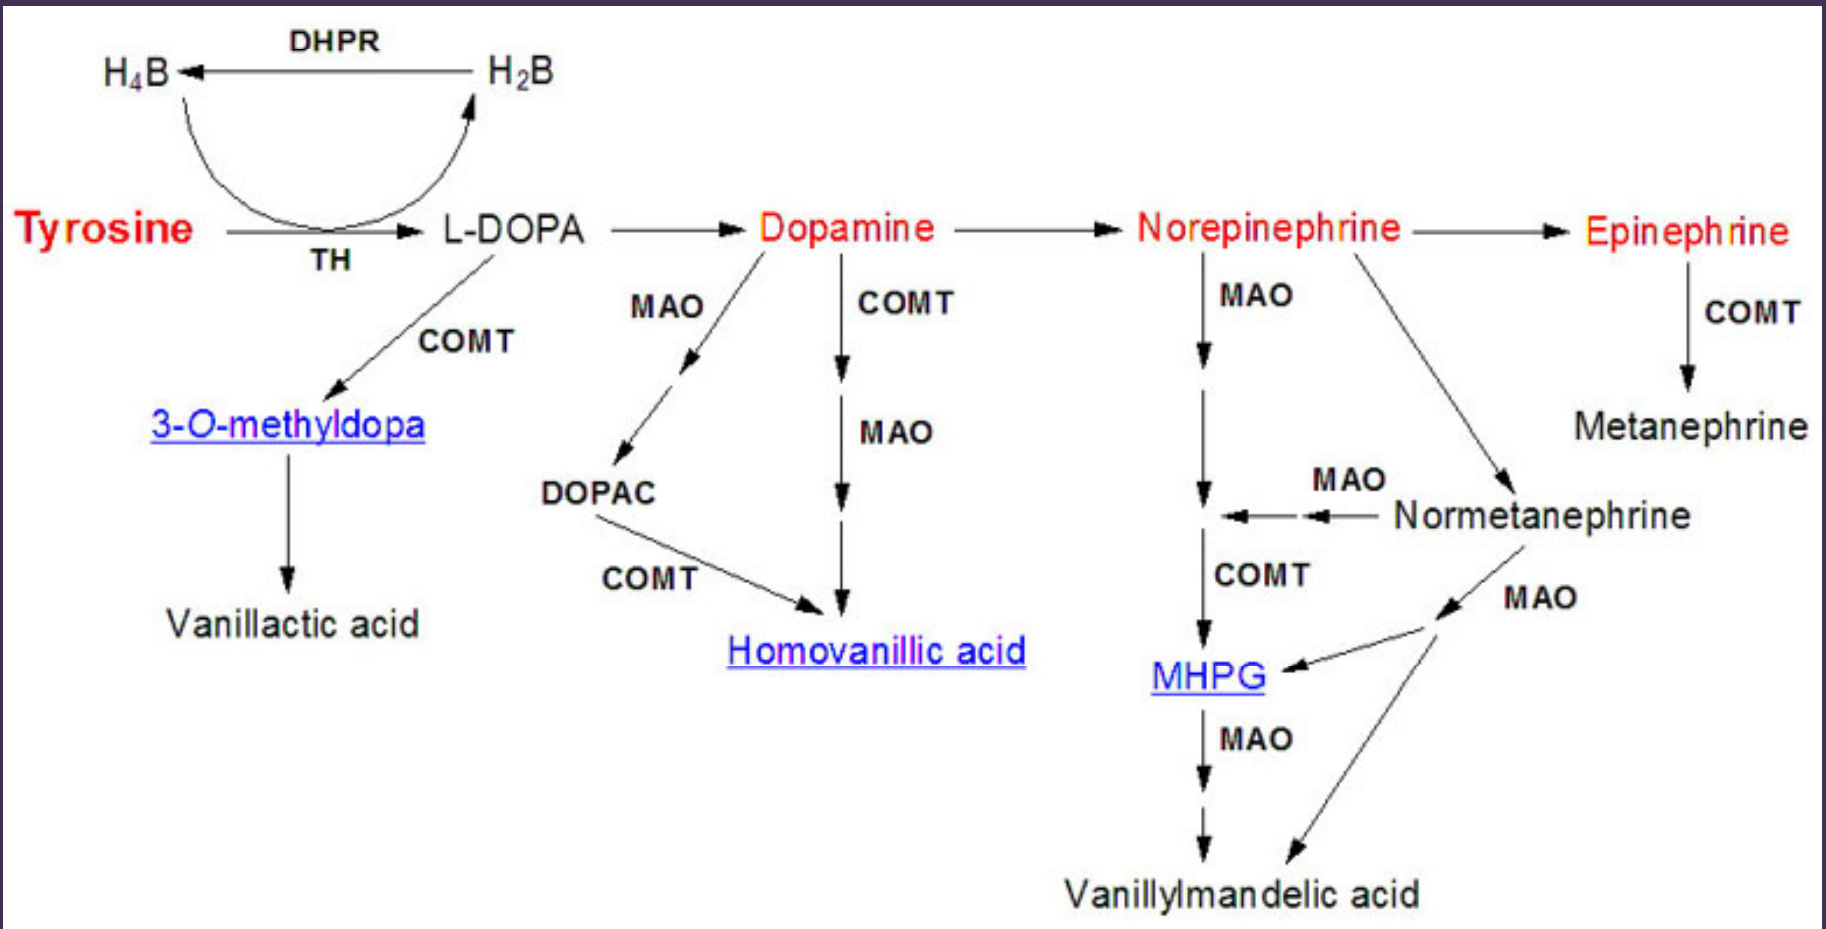 DHPR
H₄B
H₂B
Tyrosine
TH
L-DOPA
Dopamine
Norepinephrine
Epinephrine
MAO
COMT
MAO
COMT
COMT
3-O-methyldopa
MAO
Metanephrine
DOPAC
MAO
Normetanephrine
COMT
COMT
MAO
Vanillactic acid
Homovanillic acid
MHPG
MAO
Vanillylmandelic acid